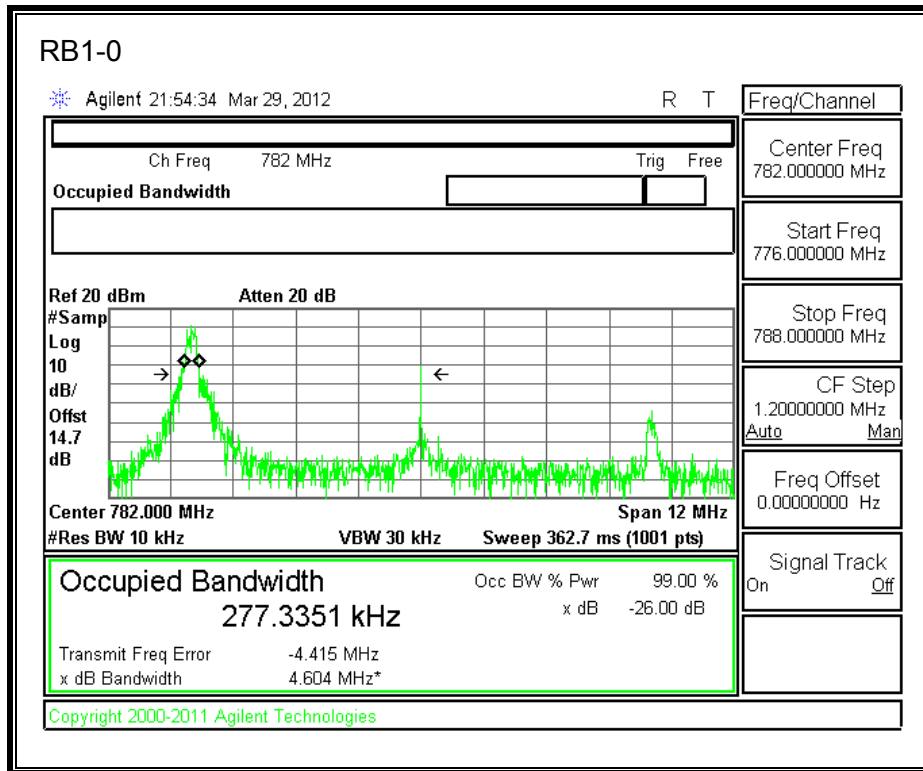 RB1-0
Agilent 21:54:34 Mar 29, 2012 R T
Freq/Channel
Ch Freq 782 MHz Trig Free
Occupied Bandwidth
Center Freq
782.000000 MHz
Start Freq
776.000000 MHz
Stop Freq
788.000000 MHz
CF Step
1.20000000 MHz
Auto Man
Freq Offset
0.00000000 Hz
Signal Track
On Off
Ref 20 dBm Atten 20 dB
#Samp
Log
10
dB/
Offst
14.7
dB
Center 782.000 MHz Span 12 MHz
#Res BW 10 kHz VBW 30 kHz Sweep 362.7 ms (1001 pts)
Occupied Bandwidth Occ BW % Pwr 99.00 %
277.3351 kHz x dB -26.00 dB
Transmit Freq Error -4.415 MHz
x dB Bandwidth 4.604 MHz*
Copyright 2000-2011 Agilent Technologies